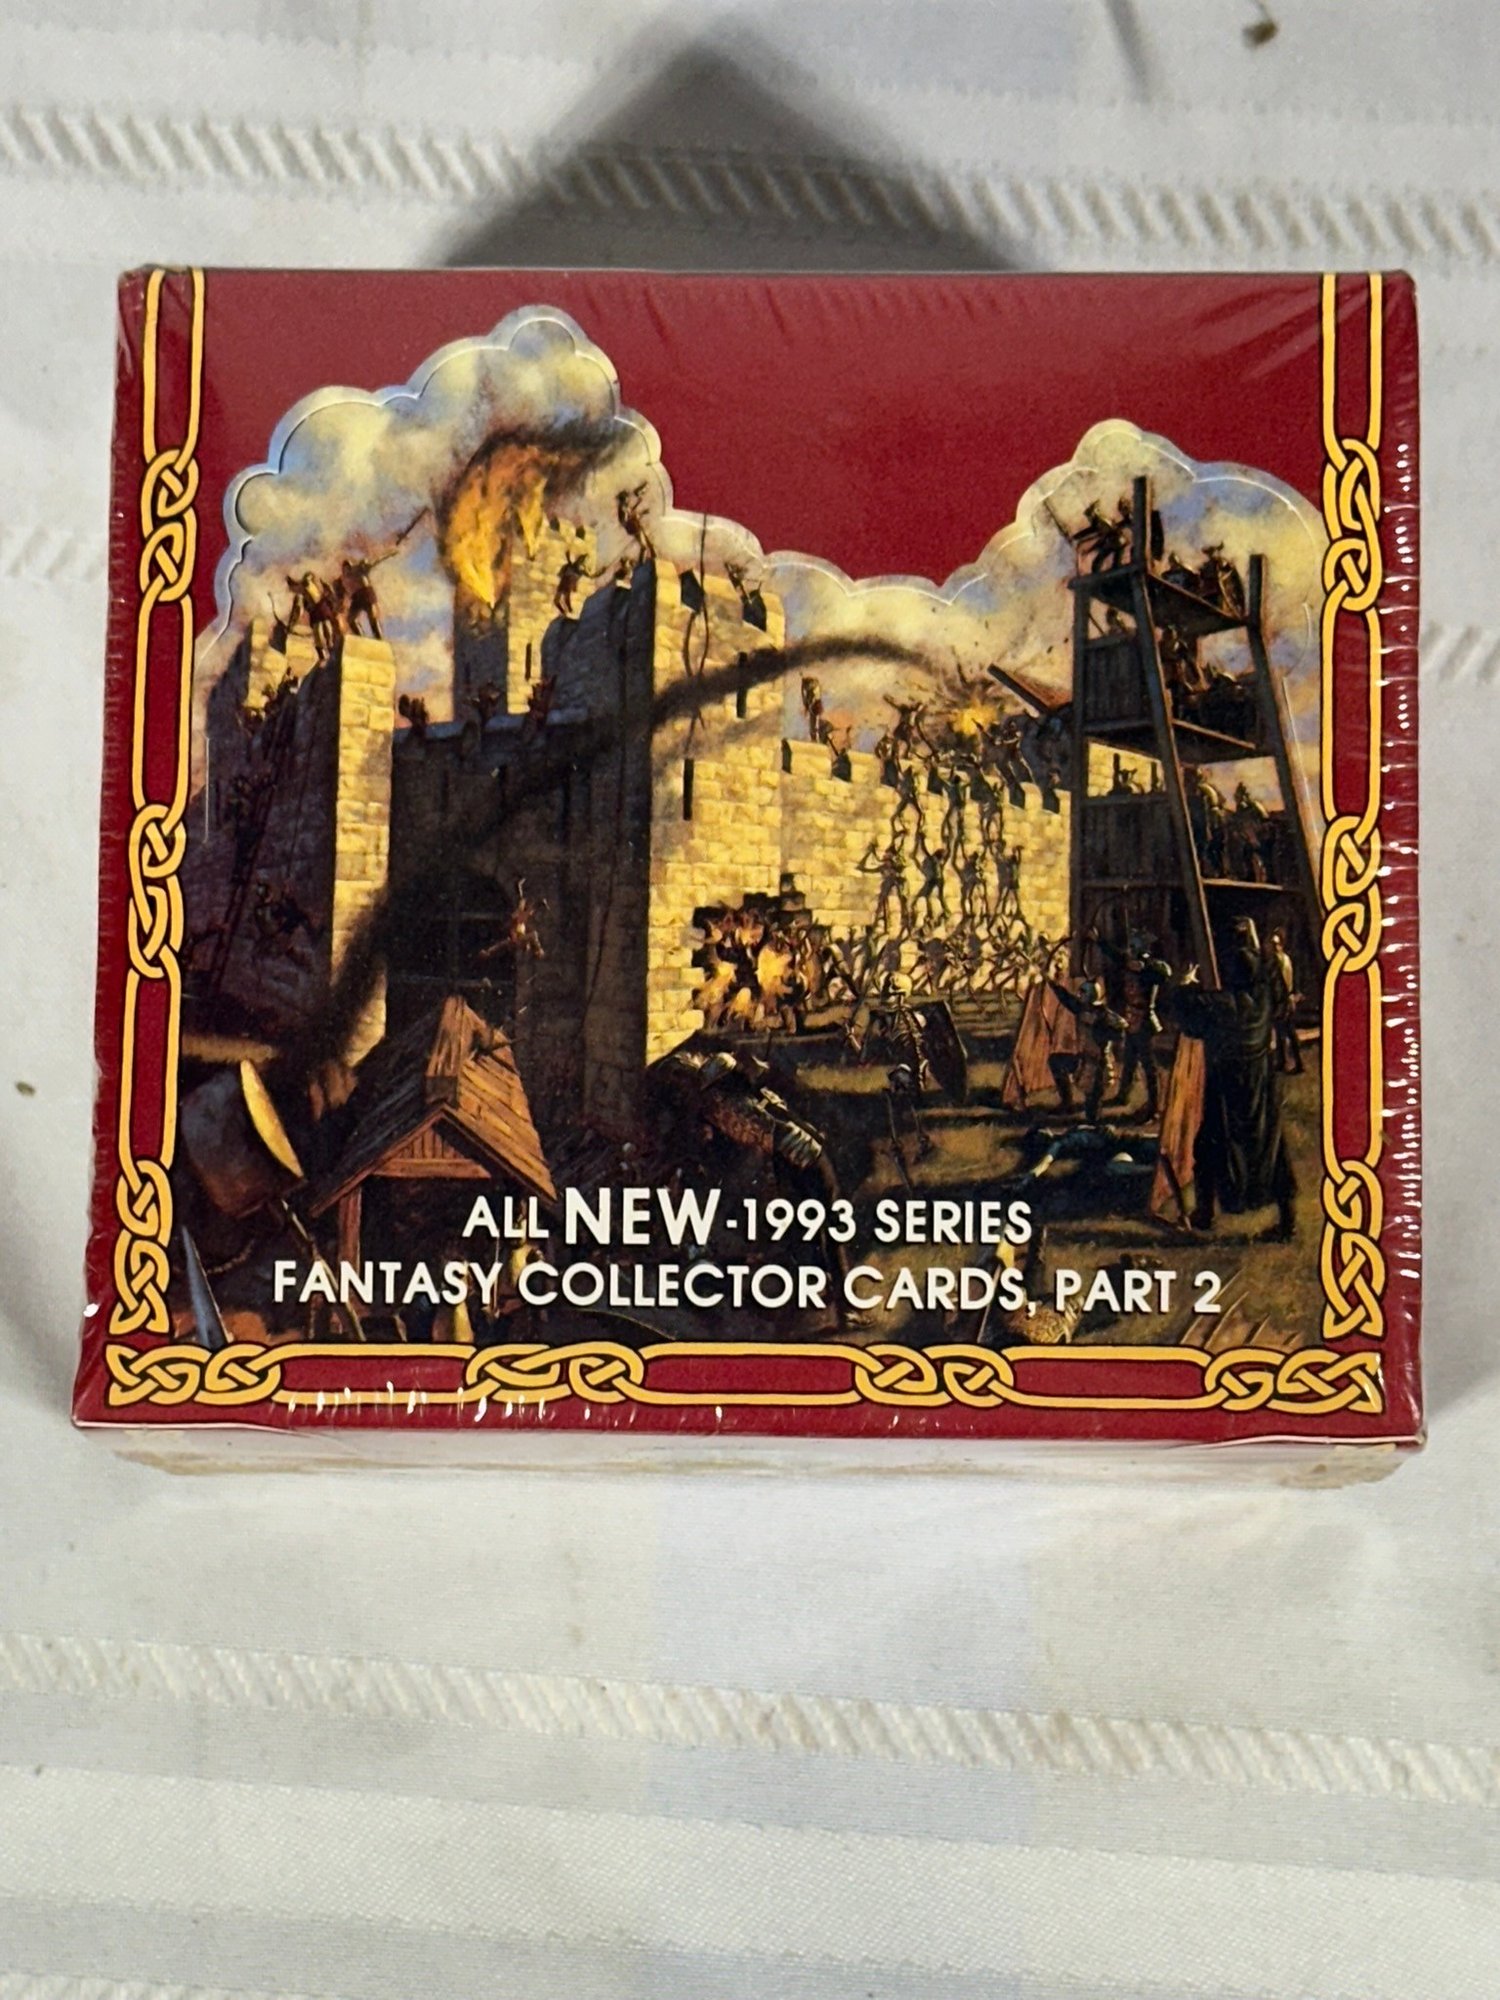 ALL NEW-1993 SERIES
FANTASY COLLECTOR CARDS, PART 2